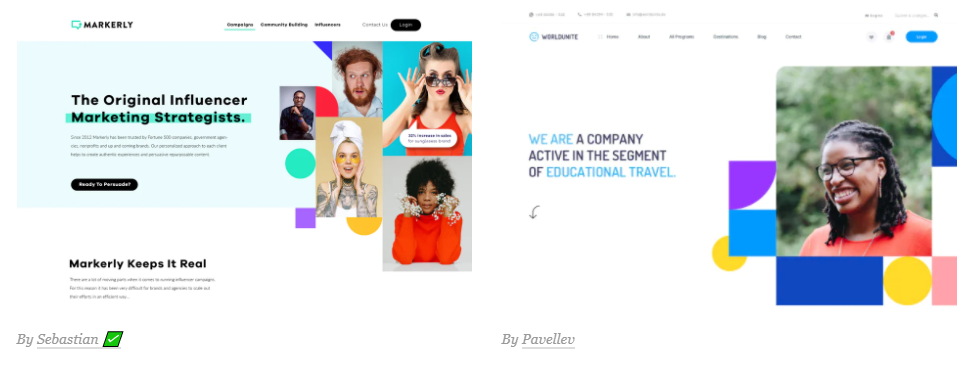 MARKERLY
Campaigns Community Building Influencers Contact Us Login
The Original Influencer
Marketing Strategists.
Since 2012 Markerly has been trusted by Fortune 500 companies, government agen-
cies, nonprofits and up and coming brands. Our personalized approach to each client
helps to create authentic experiences and persuasive repostable content.
Ready To Persuade?
30% increase in sales
for sunglasses brand
Markerly Keeps It Real
There are a lot of moving parts when it comes to running influencer campaigns.
For this reason it has been very difficult for brands and agencies to scale out
their efforts in an efficient way...
By Sebastian
English
WORLDUNITE
Home About All Programs Destinations Blog Contact Login
WE ARE A COMPANY
ACTIVE IN THE SEGMENT
OF EDUCATIONAL TRAVEL.
By Pavellev